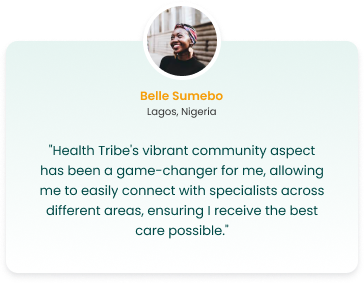 Belle Sumebo
Lagos, Nigeria
"Health Tribe's vibrant community aspect
has been a game-changer for me, allowing
me to easily connect with specialists across
different areas, ensuring I receive the best
care possible."